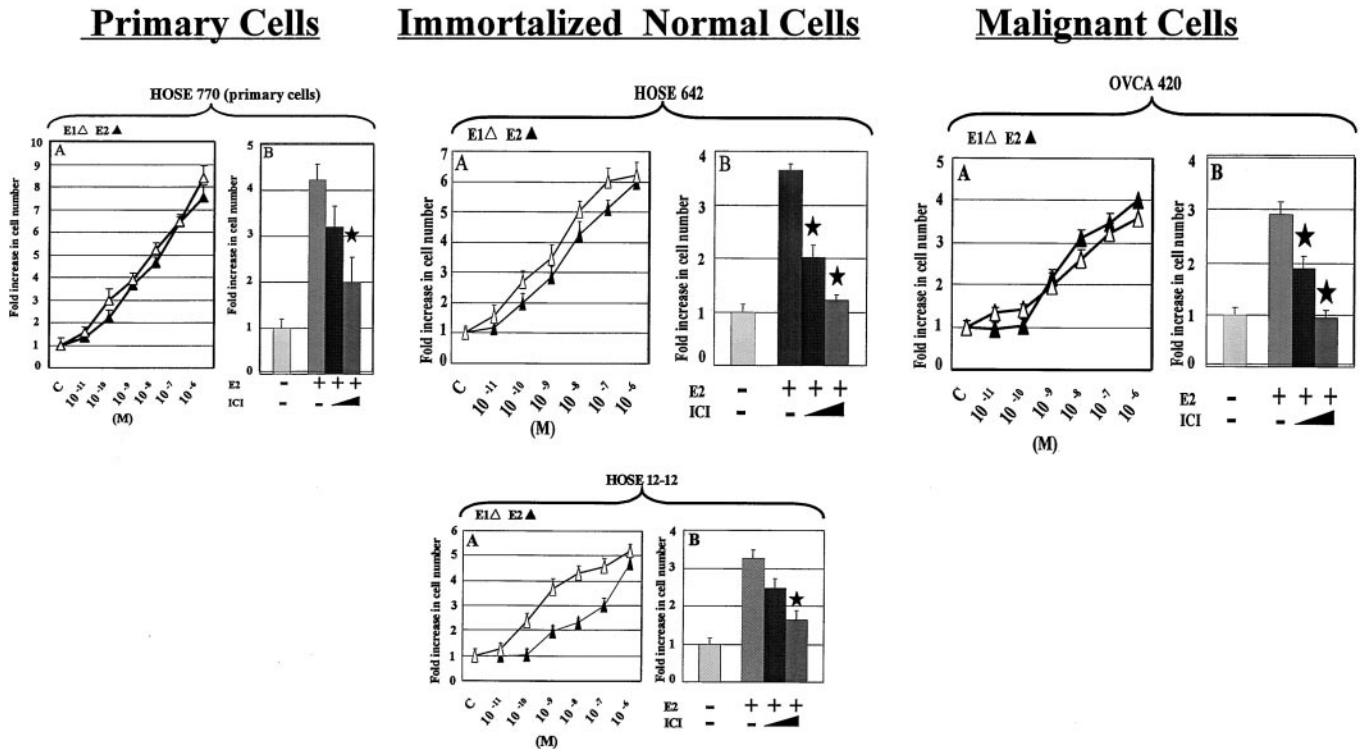 Primary Cells
Immortalized Normal Cells
Malignant Cells
HOSE 770 (primary cells)
E1△ E2▲
A
Fold increase in cell number
10
9
8
7
6
5
4
3
2
1
0
C
10⁻¹¹
10⁻¹⁰
10⁻⁹
10⁻⁸
10⁻⁷
10⁻⁶
(M)
B
Fold increase in cell number
5
4
3
2
1
0
E2 - + + +
ICI - -
HOSE 642
E1△ E2▲
A
Fold increase in cell number
7
6
5
4
3
2
1
0
C
10⁻¹¹
10⁻¹⁰
10⁻⁹
10⁻⁸
10⁻⁷
10⁻⁶
(M)
B
Fold increase in cell number
4
3
2
1
0
E2 - + + +
ICI - -
OVCA 420
E1△ E2▲
A
Fold increase in cell number
5
4
3
2
1
0
C
10⁻¹¹
10⁻¹⁰
10⁻⁹
10⁻⁸
10⁻⁷
10⁻⁶
(M)
B
Fold increase in cell number
4
3
2
1
0
E2 - + + +
ICI - -
HOSE 12-12
E1△ E2▲
A
Fold increase in cell number
6
5
4
3
2
1
0
C
10⁻¹¹
10⁻¹⁰
10⁻⁹
10⁻⁸
10⁻⁷
10⁻⁶
(M)
B
Fold increase in cell number
4
3
2
1
0
E2 - + + +
ICI - -